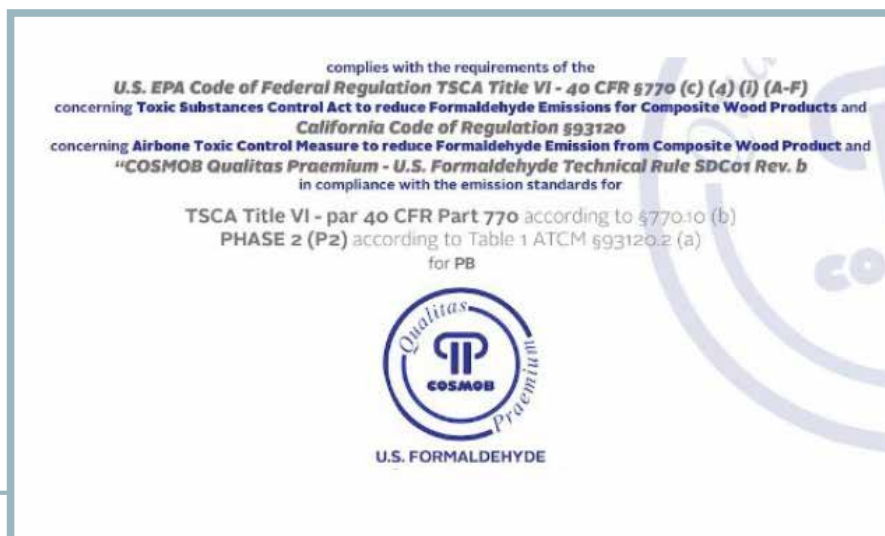 complies with the requirements of the
U.S. EPA Code of Federal Regulation TSCA Title VI - 40 CFR §770 (c) (4) (i) (A-F)
concerning Toxic Substances Control Act to reduce Formaldehyde Emissions for Composite Wood Products and
California Code of Regulation §93120
concerning Airbone Toxic Control Measure to reduce Formaldehyde Emission from Composite Wood Product and
“COSMOB Qualitas Praemium - U.S. Formaldehyde Technical Rule SDC01 Rev. b
in compliance with the emission standards for
TSCA Title VI - par 40 CFR Part 770 according to §770.10 (b)
PHASE 2 (P2) according to Table 1 ATCM §93120.2 (a)
for PB
Qualitas
COSMOB
Praemium
U.S. FORMALDEHYDE